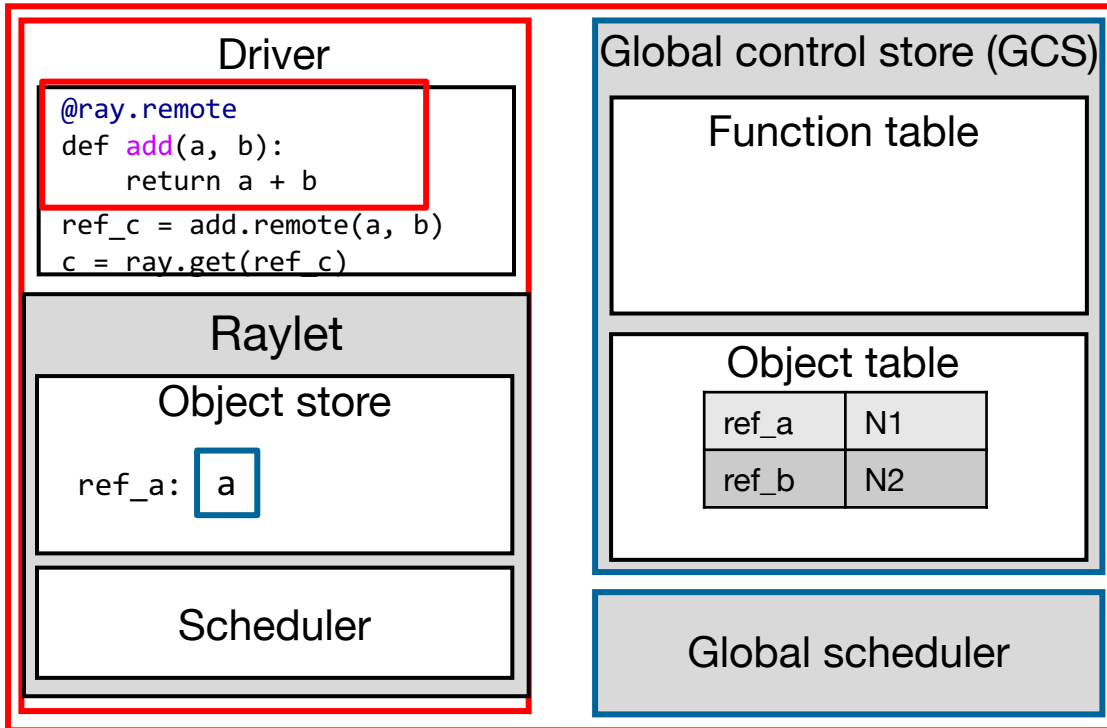 Driver
@ray.remote
def add(a, b):
    return a + b
ref_c = add.remote(a, b)
c = ray.get(ref_c)
Raylet
Object store
ref_a: a
Scheduler
Global control store (GCS)
Function table
Object table
ref_a N1
ref_b N2
Global scheduler